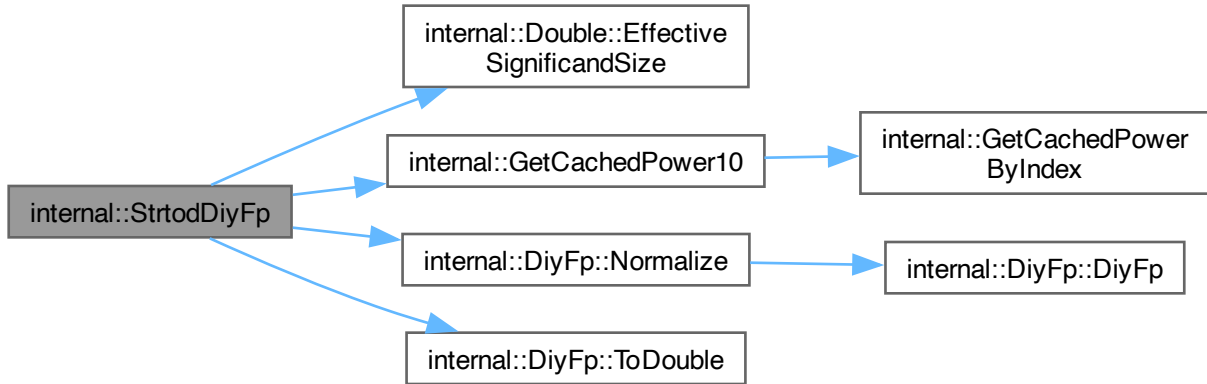 internal::StrtodDiyFp
internal::Double::Effective
SignificandSize
internal::GetCachedPower10
internal::GetCachedPower
ByIndex
internal::DiyFp::Normalize
internal::DiyFp::DiyFp
internal::DiyFp::ToDouble